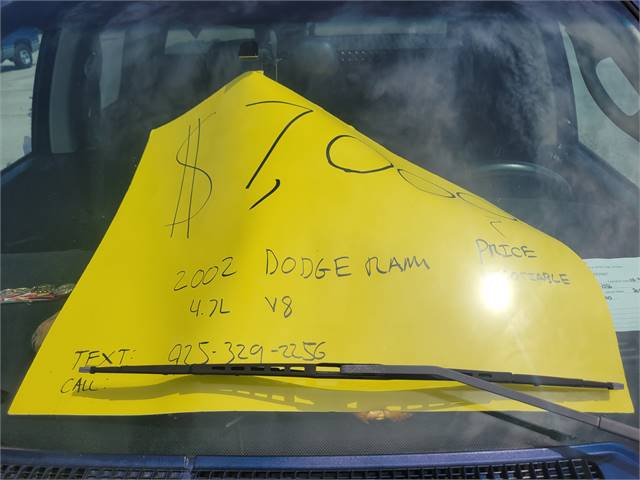 $7,000
PRICE
2002 DODGE RAM
4.7L V8
TEXT: 925-329-2256
CALL: